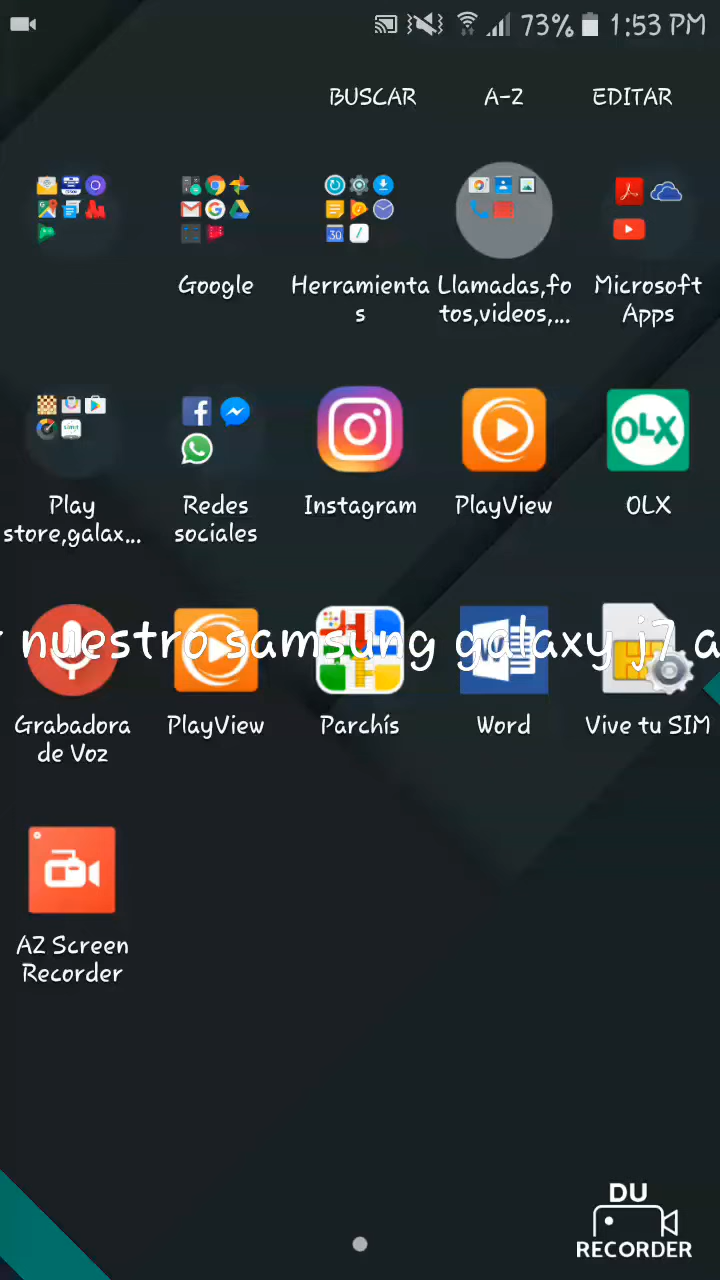 73% 1:53 PM
BUSCAR A-Z EDITAR
Google
Herramienta
s
Llamadas,fo
tos,videos,...
Microsoft
Apps
Play
store,galax...
Redes
sociales
Instagram
PlayView
OLX
OLX
nuestro samsung galaxy j7 a
Grabadora
de Voz
PlayView
Parchís
Word
Vive tu SIM
AZ Screen
Recorder
DU
RECORDER